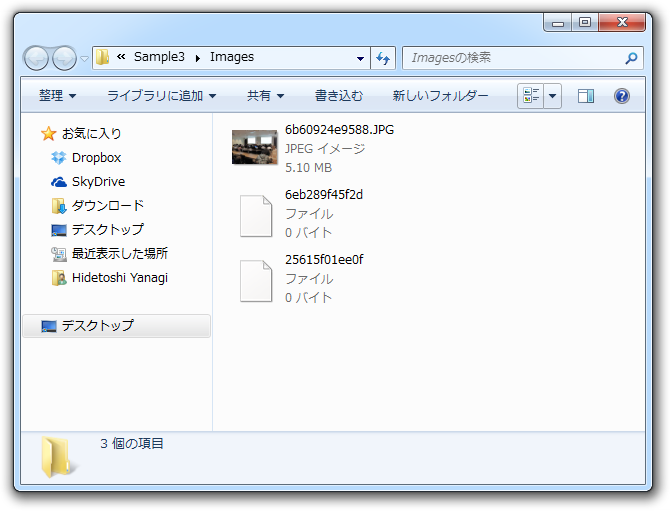 « Sample3 Images
Imagesの検索
整理 ライブラリに追加 共有 書き込む 新しいフォルダー
お気に入り
Dropbox
SkyDrive
ダウンロード
デスクトップ
最近表示した場所
Hidetoshi Yanagi
デスクトップ
6b60924e9588.JPG
JPEG イメージ
5.10 MB
6eb289f45f2d
ファイル
0 バイト
25615f01ee0f
ファイル
0 バイト
3 個の項目